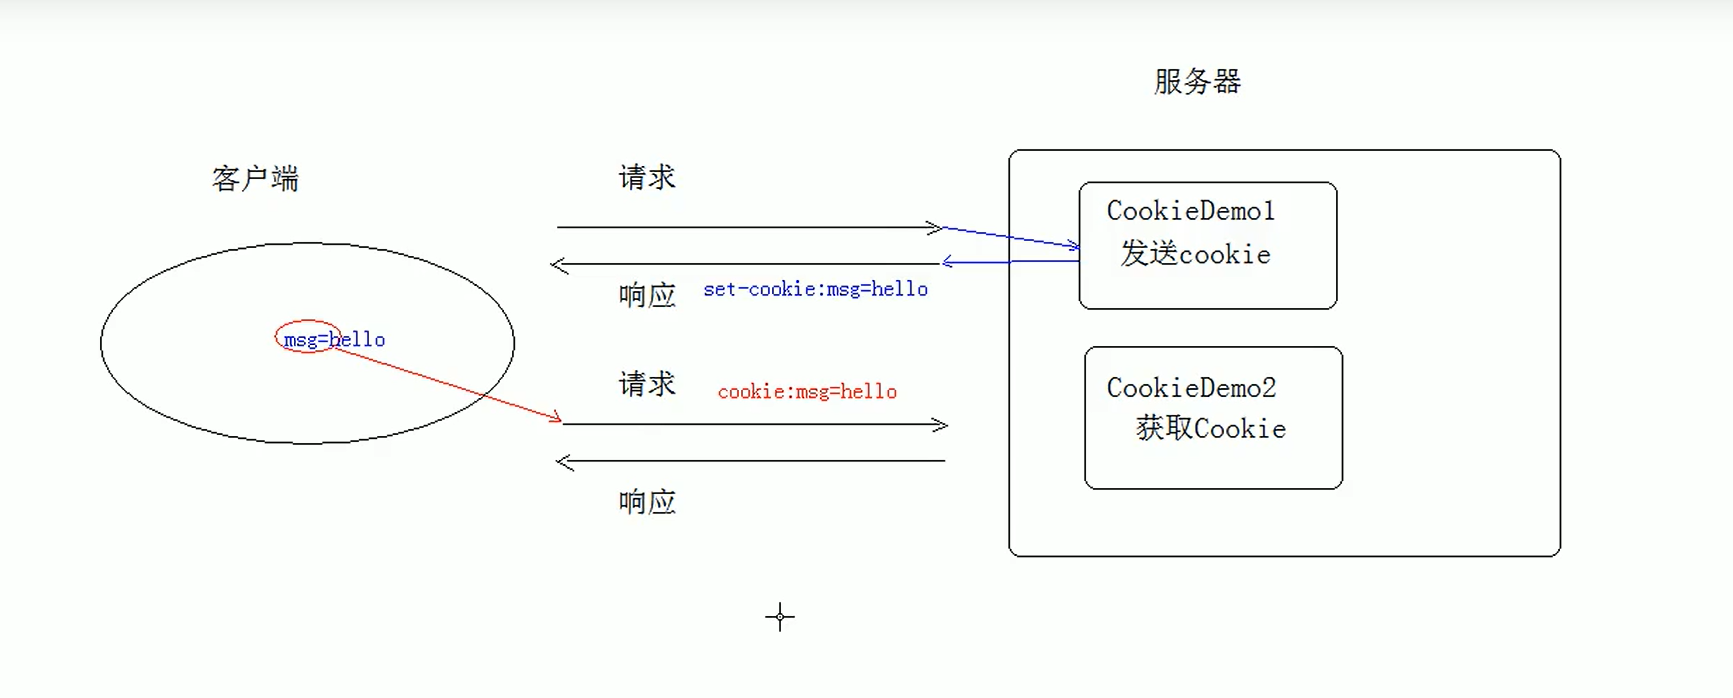 服务器
客户端
请求
CookieDemo1
发送cookie
响应
set-cookie:msg=hello
msg=hello
请求
cookie:msg=hello
CookieDemo2
获取Cookie
响应